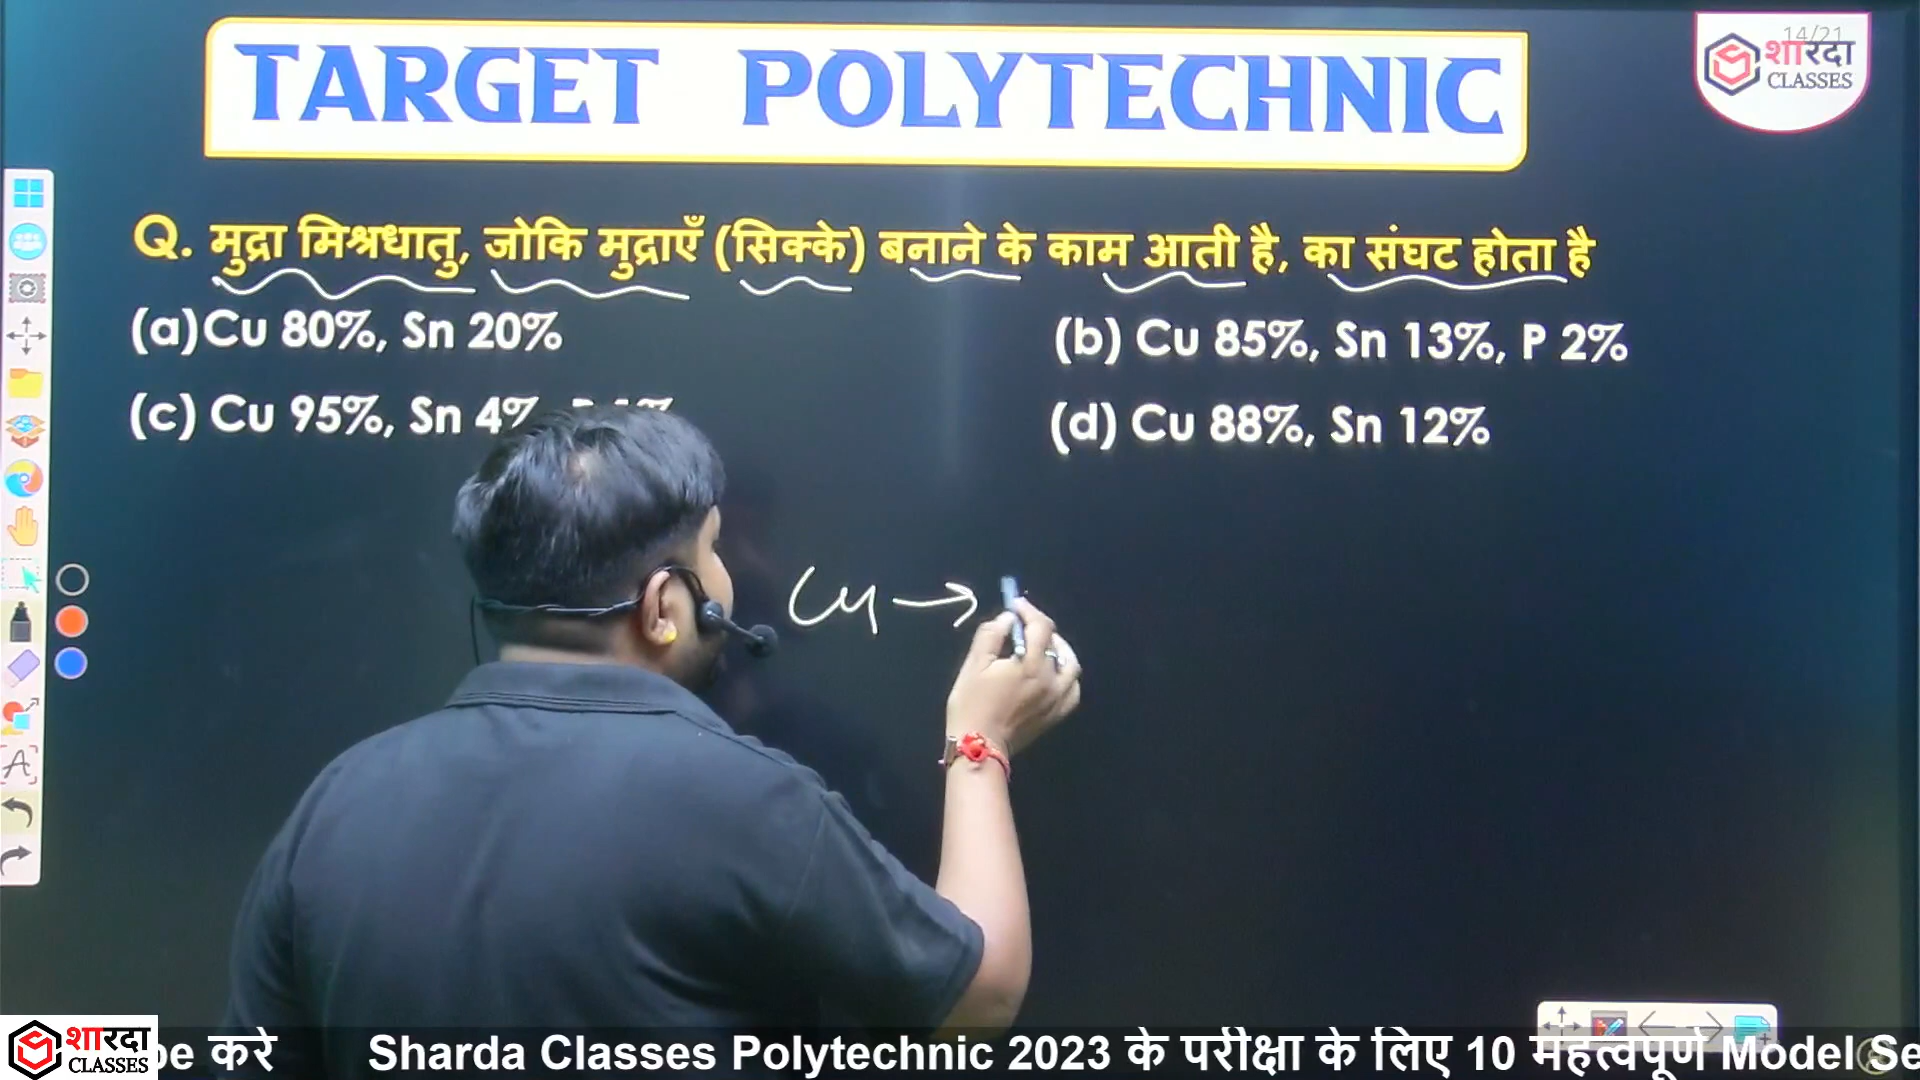 TARGET POLYTECHNIC
14/21
शारदा
CLASSES
Q. मुद्रा मिश्रधातु, जोकि मुद्राएँ (सिक्के) बनाने के काम आती है, का संघट होता है
(a)Cu 80%, Sn 20%
(b) Cu 85%, Sn 13%, P 2%
(c) Cu 95%, Sn 4%
(d) Cu 88%, Sn 12%
Cu →
शारदा
CLASSES
be करे Sharda Classes Polytechnic 2023 के परीक्षा के लिए 10 महत्वपूर्ण Model Se